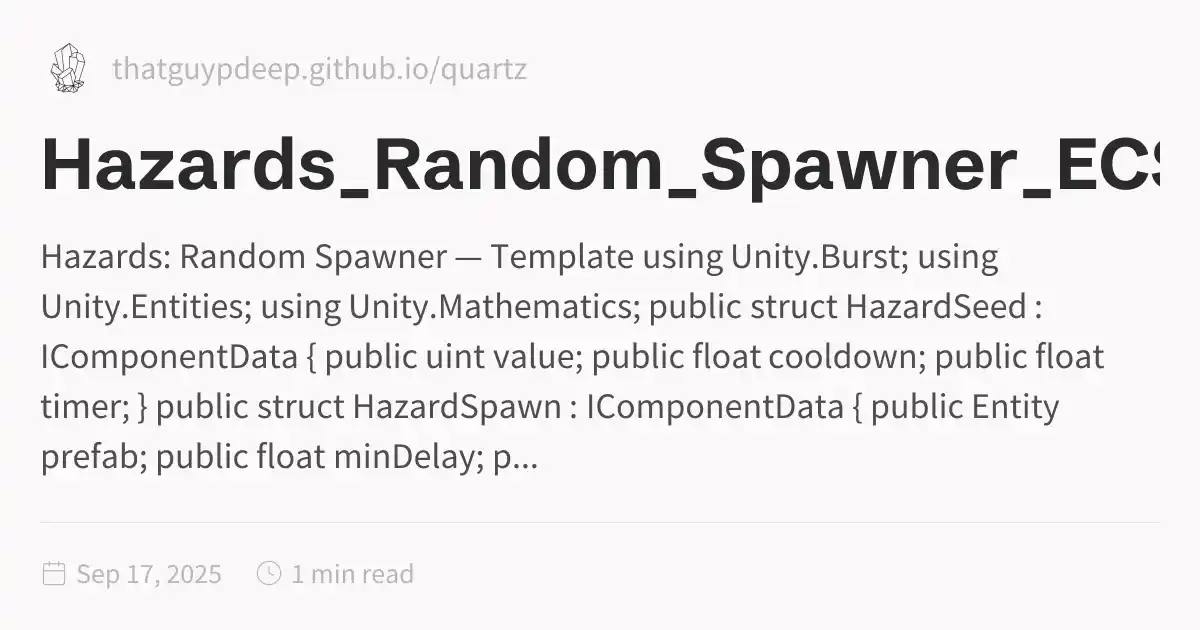 thatguypdeep.github.io/quartz
Hazards_Random_Spawner_ECS
Hazards: Random Spawner — Template using Unity.Burst; using
Unity.Entities; using Unity.Mathematics; public struct HazardSeed :
IComponentData { public uint value; public float cooldown; public float
timer; } public struct HazardSpawn : IComponentData { public Entity
prefab; public float minDelay; p...
Sep 17, 2025 1 min read